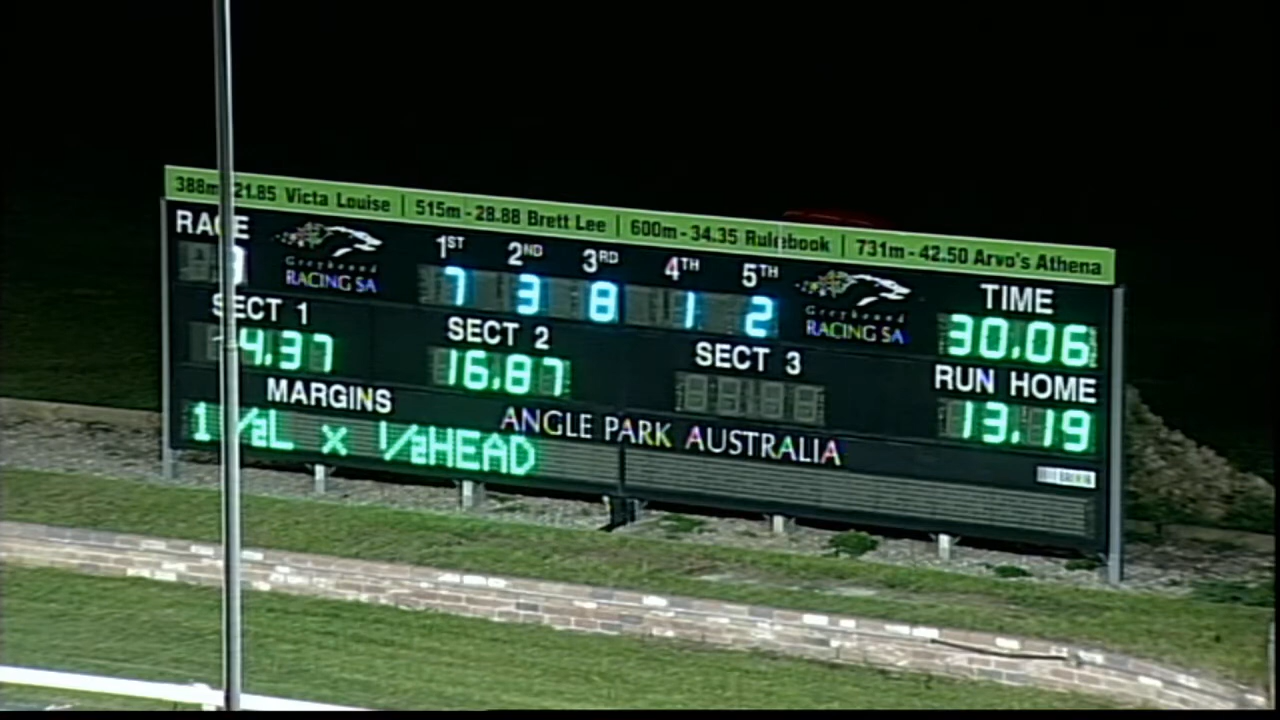 388m 21.85 Victa Louise | 515m - 28.88 Brett Lee | 600m - 34.35 Rulebook | 731m - 42.50 Arvo's Athena
RACE
Greyhound
RACING SA
1ST 2ND 3RD 4TH 5TH
7 3 8 1 2
Greyhound
RACING SA
TIME
30.06
SECT 1
4.37
SECT 2
16.87
SECT 3
RUN HOME
13.19
MARGINS
1 1/2L x 1/2HEAD
ANGLE PARK AUSTRALIA